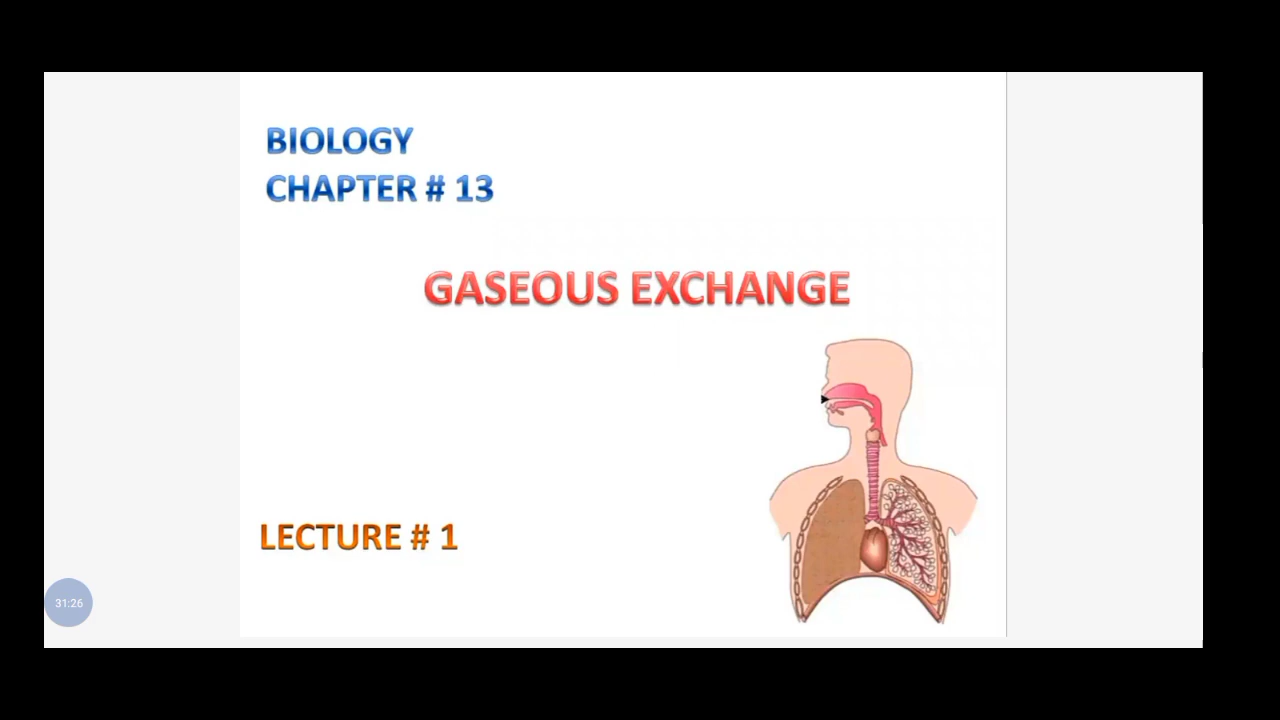 BIOLOGY
CHAPTER # 13
GASEOUS EXCHANGE
LECTURE # 1
31:26